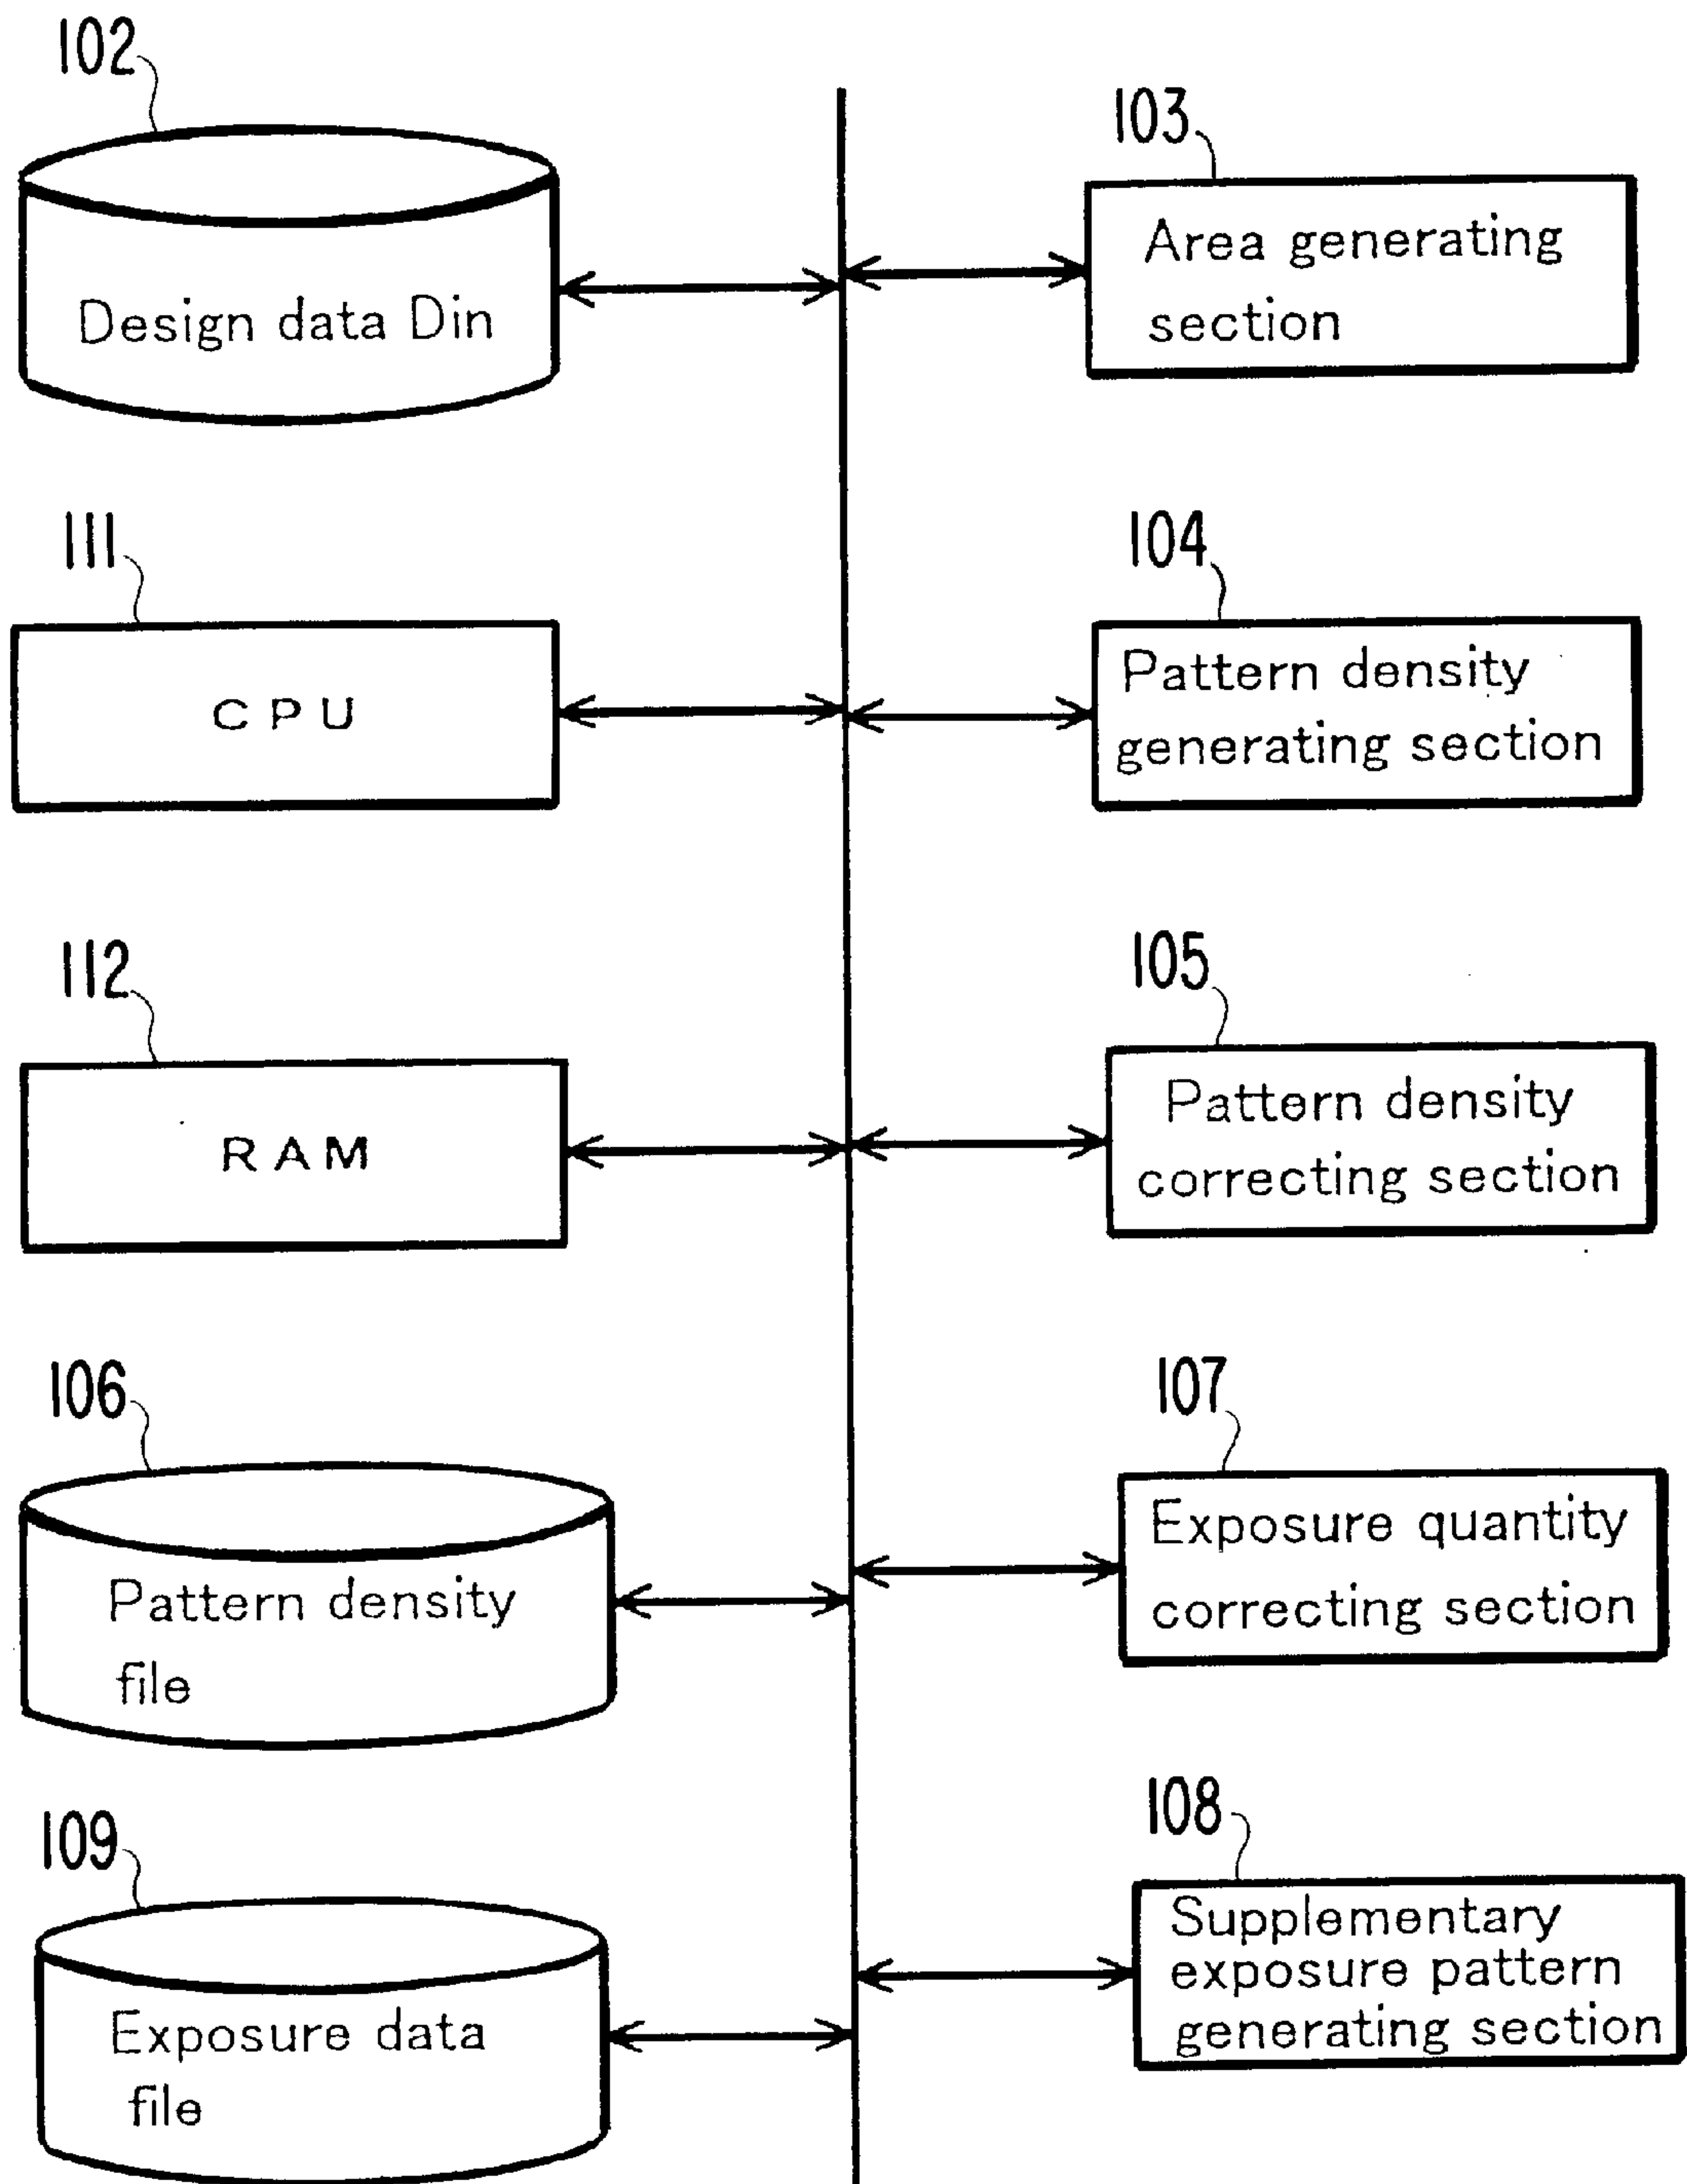 102
Design data Din
103
Area generating
section
111
CPU
104
Pattern density
generating section
112
RAM
105
Pattern density
correcting section
106
Pattern density
file
107
Exposure quantity
correcting section
109
Exposure data
file
108
Supplementary
exposure pattern
generating section